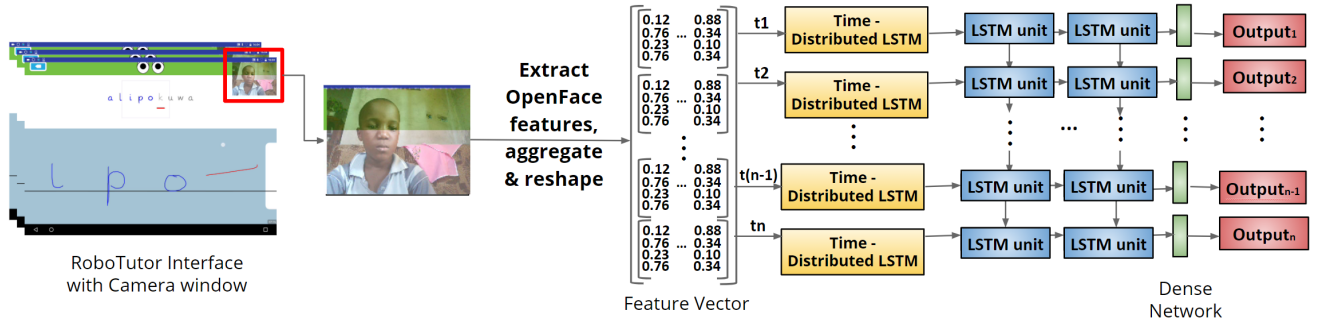 alipokuwa
l p o
RoboTutor Interface
with Camera window
Extract
OpenFace
features,
aggregate
& reshape
0.12 0.88
0.76 ... 0.34
0.23 0.10
0.76 0.34
0.12 0.88
0.76 ... 0.34
0.23 0.10
0.76 0.34
0.12 0.88
0.76 ... 0.34
0.23 0.10
0.76 0.34
0.12 0.88
0.76 ... 0.34
0.23 0.10
0.76 0.34
Feature Vector
t1
Time -
Distributed LSTM
LSTM unit
LSTM unit
Output1
t2
Time -
Distributed LSTM
LSTM unit
LSTM unit
Output2
...
t(n-1)
Time -
Distributed LSTM
LSTM unit
LSTM unit
Outputn-1
tn
Time -
Distributed LSTM
LSTM unit
LSTM unit
Outputn
Dense
Network